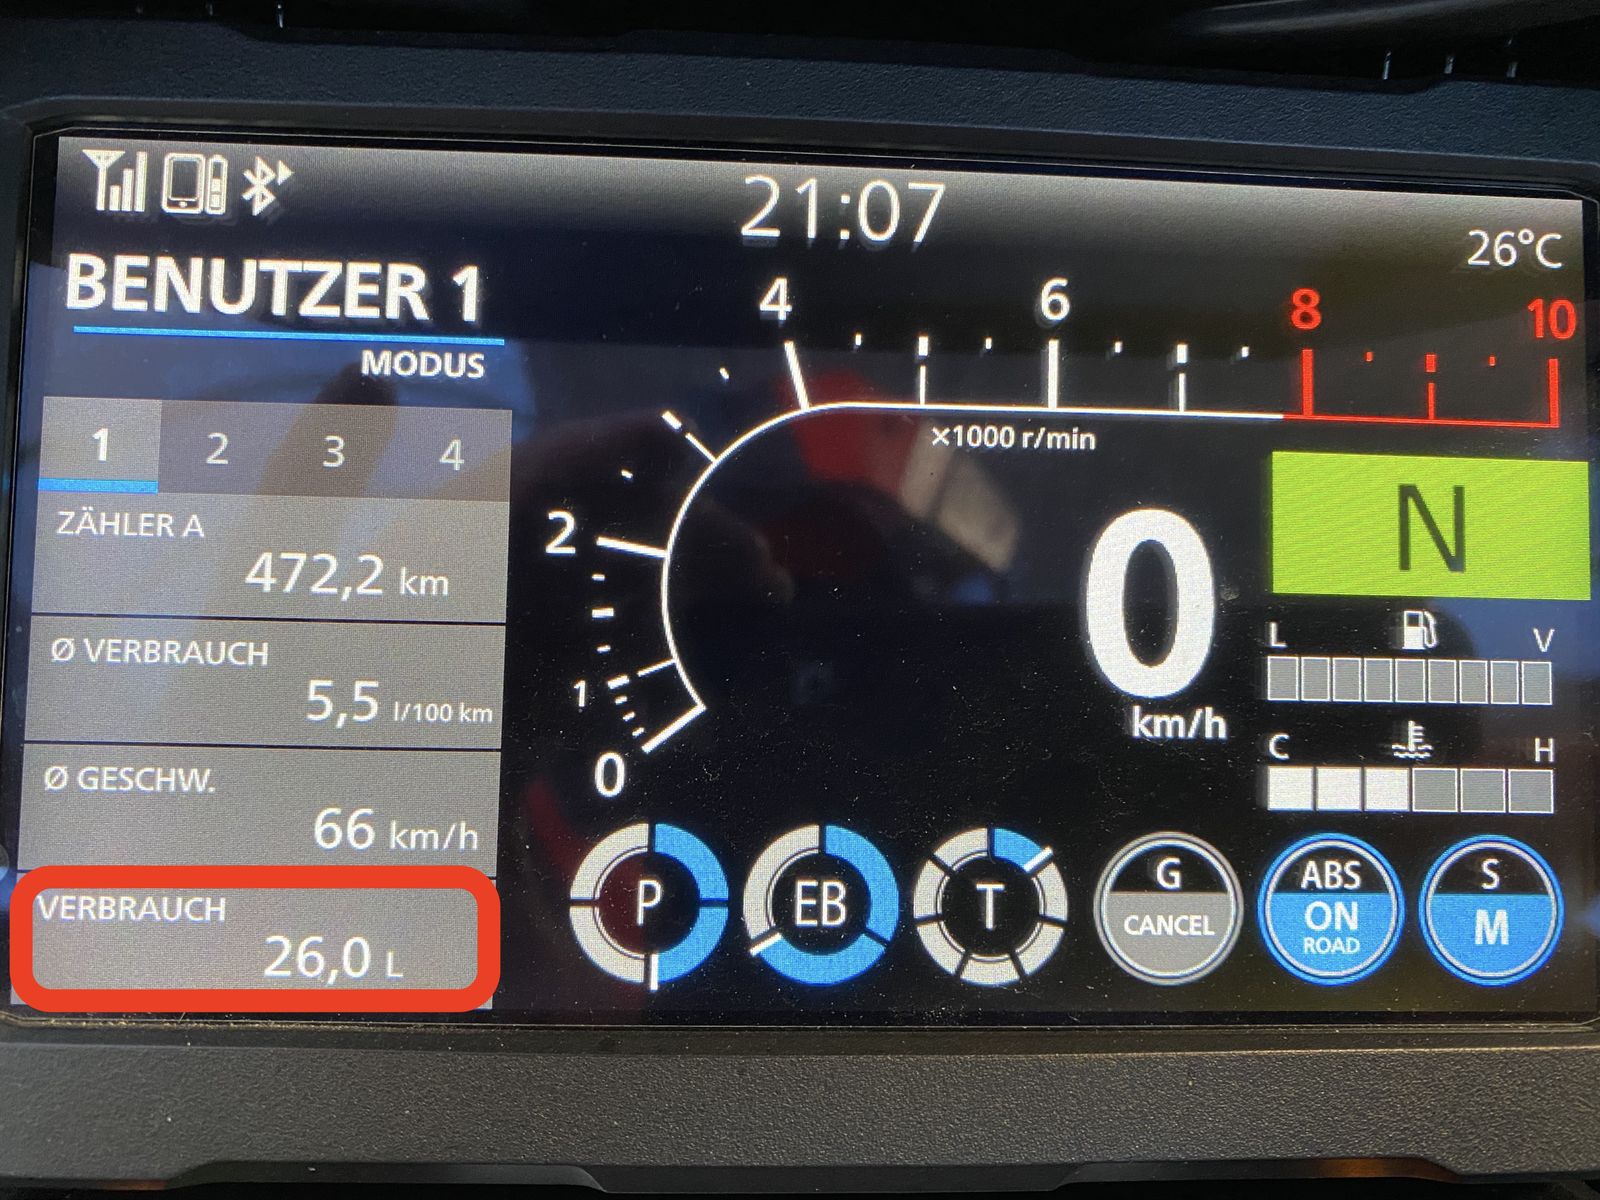 21:07
26°C
BENUTZER 1
MODUS
1 2 3 4
ZÄHLER A
472,2 km
Ø VERBRAUCH
5,5 l/100 km
Ø GESCHW.
66 km/h
VERBRAUCH
26,0 L
0 1 2 4 6 8 10
×1000 r/min
0
km/h
N
L V
C H
P
EB
T
G
CANCEL
ABS
ON
ROAD
S
M